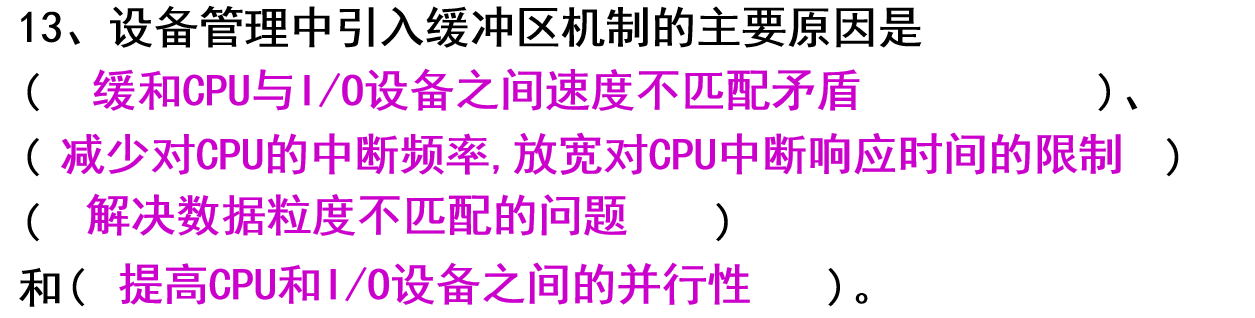 13、设备管理中引入缓冲区机制的主要原因是
( 缓和CPU与I/O设备之间速度不匹配矛盾 )、
( 减少对CPU的中断频率,放宽对CPU中断响应时间的限制 )
( 解决数据粒度不匹配的问题 )
和( 提高CPU和I/O设备之间的并行性 )。